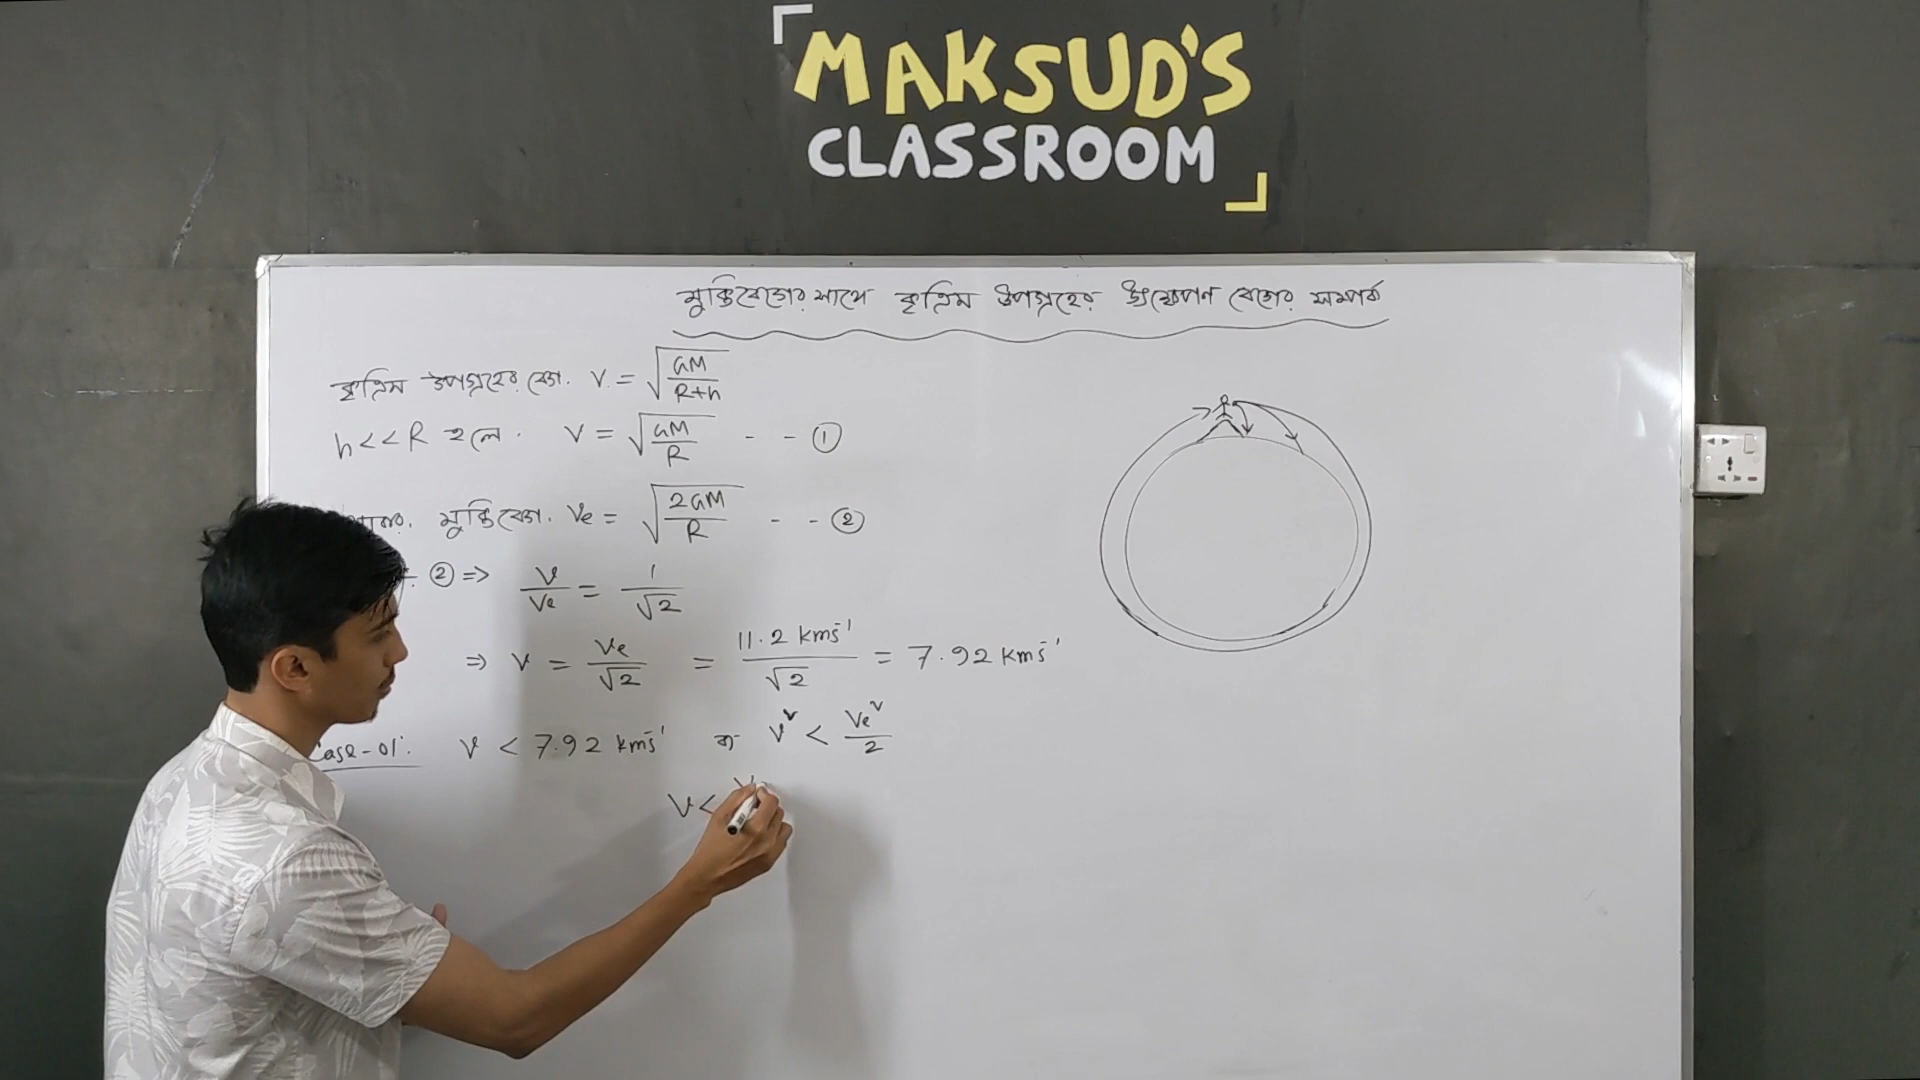 MAKSUD'S
CLASSROOM
মুক্তিবেগের সাথে কৃত্রিম উপগ্রহের উৎক্ষেপণ বেগের সম্পর্ক
কৃত্রিম উপগ্রহের বেগ. V. = √(GM/(R+h))
h<<R হলে. V = √(GM/R) - - ①
মুক্তিবেগ. Ve = √(2GM/R) - - ②
② => V/Ve = 1/√2
=> V = Ve/√2 = 11.2 kms⁻¹/√2 = 7.92 kms⁻¹
Case-01: V < 7.92 kms⁻¹ বা V² < Ve²/2
V <